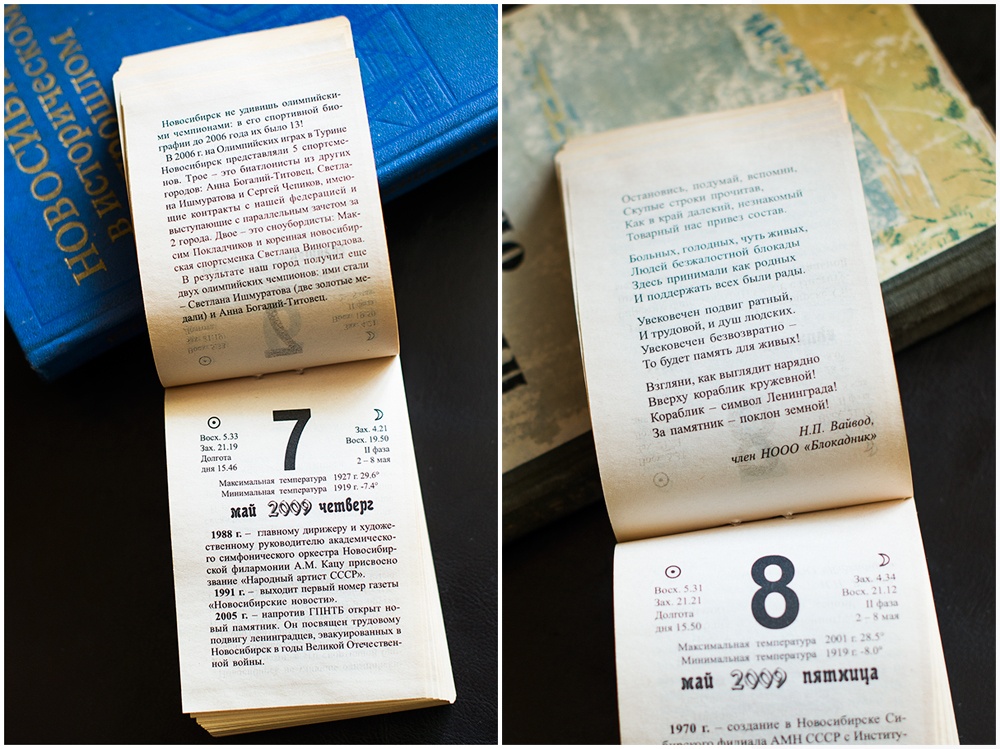 НОВОСИБИ
В ИСТОРИЧЕСКОМ
ПРОШЛОМ
Новосибирск не удивишь олимпийски-
ми чемпионами: в его спортивной био-
графии до 2006 года их было 13!
В 2006 г. на Олимпийских играх в Турине
Новосибирск представляли 5 спортсме-
нов. Трое – это биатлонисты из других
городов: Анна Богалий-Титовец, Светла-
на Ишмуратова и Сергей Чепиков, имею-
щие контракты с нашей федерацией и
выступающие с параллельным зачетом за
2 города. Двое – это сноубордисты: Мак-
сим Покладчиков и коренная новосибир-
ская спортсменка Светлана Виноградова.
В результате наш город получил еще
двух олимпийских чемпионов: ими стали
– Светлана Ишмуратова (две золотые ме-
дали) и Анна Богалий-Титовец.
7
Восх. 5.33
Зах. 21.19
Долгота
дня 15.46
Зах. 4.21
Восх. 19.50
II фаза
2 – 8 мая
Максимальная температура 1927 г. 29.6°
Минимальная температура 1919 г. -7.4°
май 2009 четверг
1988 г. – главному дирижеру и художе-
ственному руководителю академическо-
го симфонического оркестра Новосибир-
ской филармонии А.М. Кацу присвоено
звание «Народный артист СССР».
1991 г. – выходит первый номер газеты
«Новосибирские новости».
2005 г. – напротив ГПНТБ открыт но-
вый памятник. Он посвящен трудовому
подвигу ленинградцев, эвакуированных в
Новосибирск в годы Великой Отечествен-
ной войны.
Остановись, подумай, вспомни,
Скупые строки прочитав,
Как в край далекий, незнакомый
Товарный нас привез состав.
Больных, голодных, чуть живых,
Людей безжалостной блокады
Здесь принимали как родных
И поддержать всех были рады.
Увековечен подвиг ратный,
И трудовой, и душ людских.
Увековечен безвозвратно –
То будет память для живых!
Взгляни, как выглядит нарядно
Вверху кораблик кружевной!
Кораблик – символ Ленинграда!
За памятник – поклон земной!
Н.П. Вайвод,
член НООО «Блокадник»
8
Восх. 5.31
Зах. 21.21
Долгота
дня 15.50
Зах. 4.34
Восх. 21.12
II фаза
2 – 8 мая
Максимальная температура 2001 г. 28.5°
Минимальная температура 1919 г. -8.0°
май 2009 пятница
1970 г. – создание в Новосибирске Си-
бирского филиала АМН СССР с Институ-